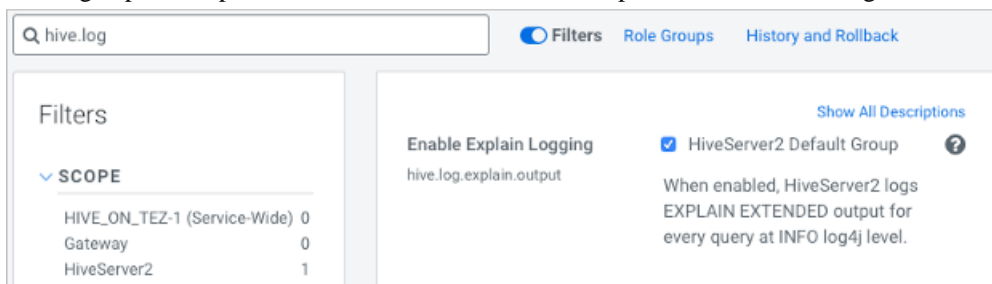 hive.log
Filters Role Groups History and Rollback
Filters
SCOPE
HIVE_ON_TEZ-1 (Service-Wide) 0
Gateway 0
HiveServer2 1
Show All Descriptions
Enable Explain Logging
hive.log.explain.output
HiveServer2 Default Group
When enabled, HiveServer2 logs
EXPLAIN EXTENDED output for
every query at INFO log4j level.